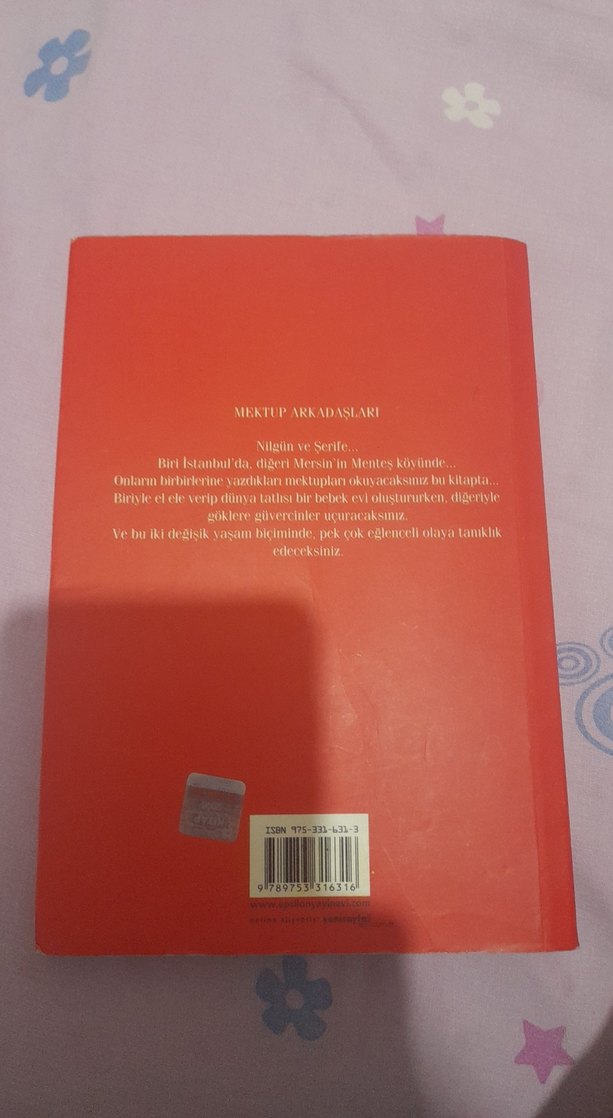 MEKTUP ARKADAŞLARI
Nilgün ve Şerife...
Biri İstanbul'da, diğeri Mersin'in Menteş köyünde...
Onların birbirlerine yazdıkları mektupları okuyacaksınız bu kitapta...
Biriyle el ele verip dünya tatlısı bir bebek evi oluştururken, diğeriyle
göklere güvercinler uçuracaksınız.
Ve bu iki değişik yaşam biçiminde, pek çok eğlenceli olaya tanıklık
edeceksiniz.
ISBN 975-331-631-3
9 789753 316316
www.epsilonyayinevi.com